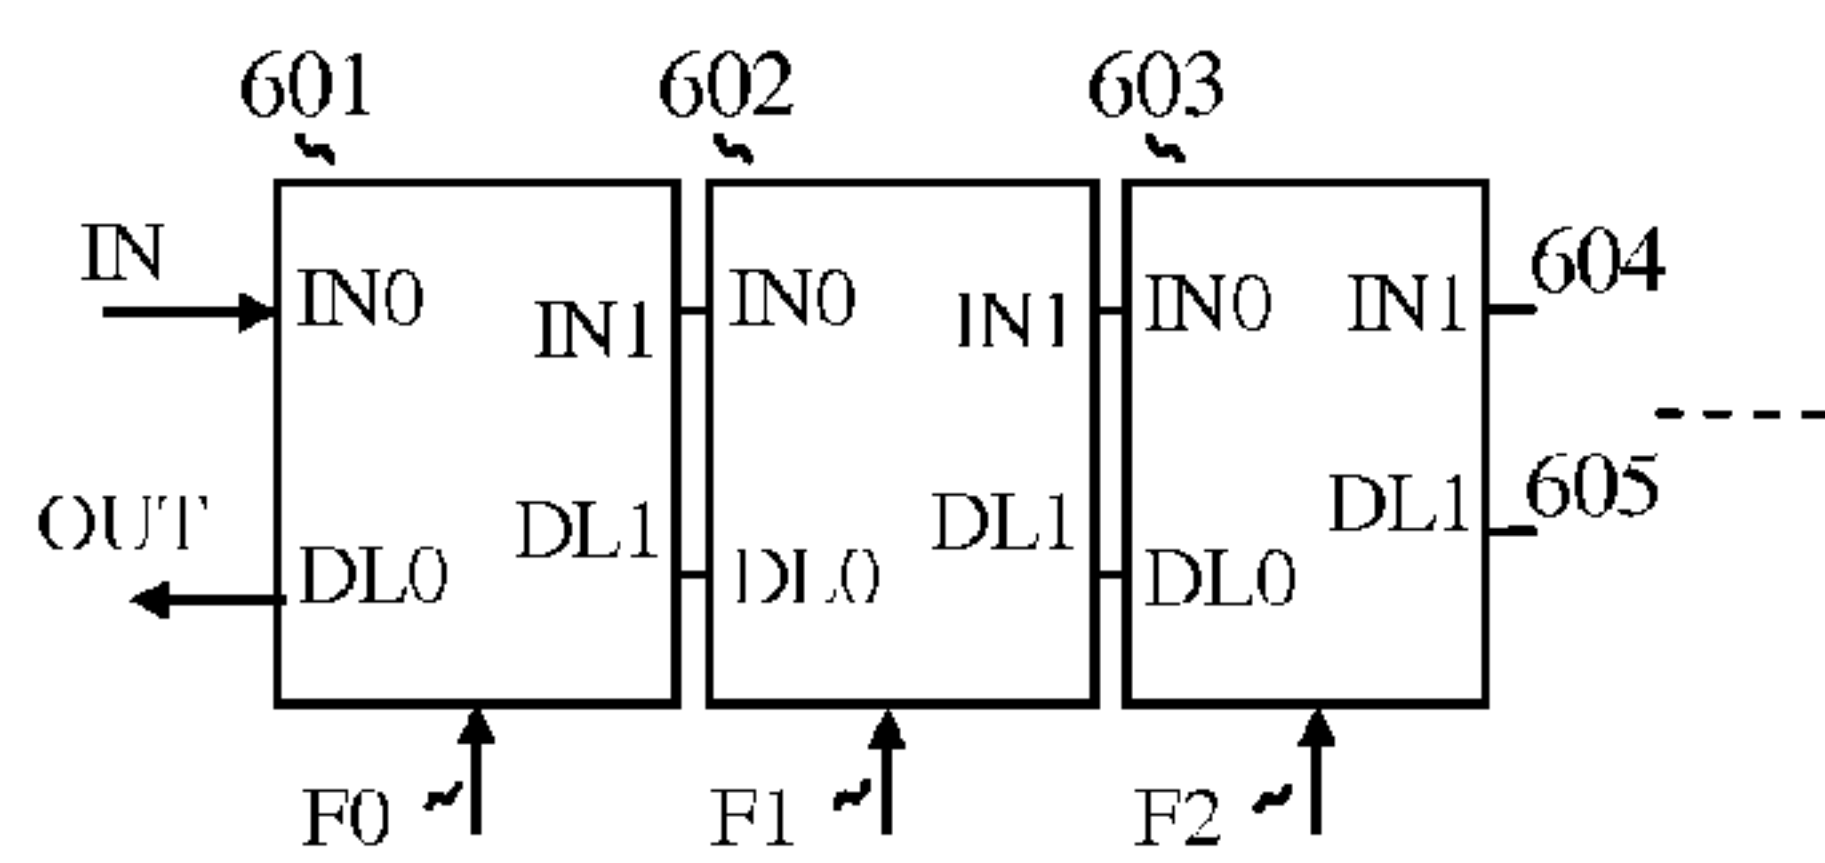 601 602 603
IN
IN0 IN1 IN0 IN1 IN0 IN1 604
OUT
DL0 DL1 DL0 DL1 DL0 DL1 605
F0 F1 F2